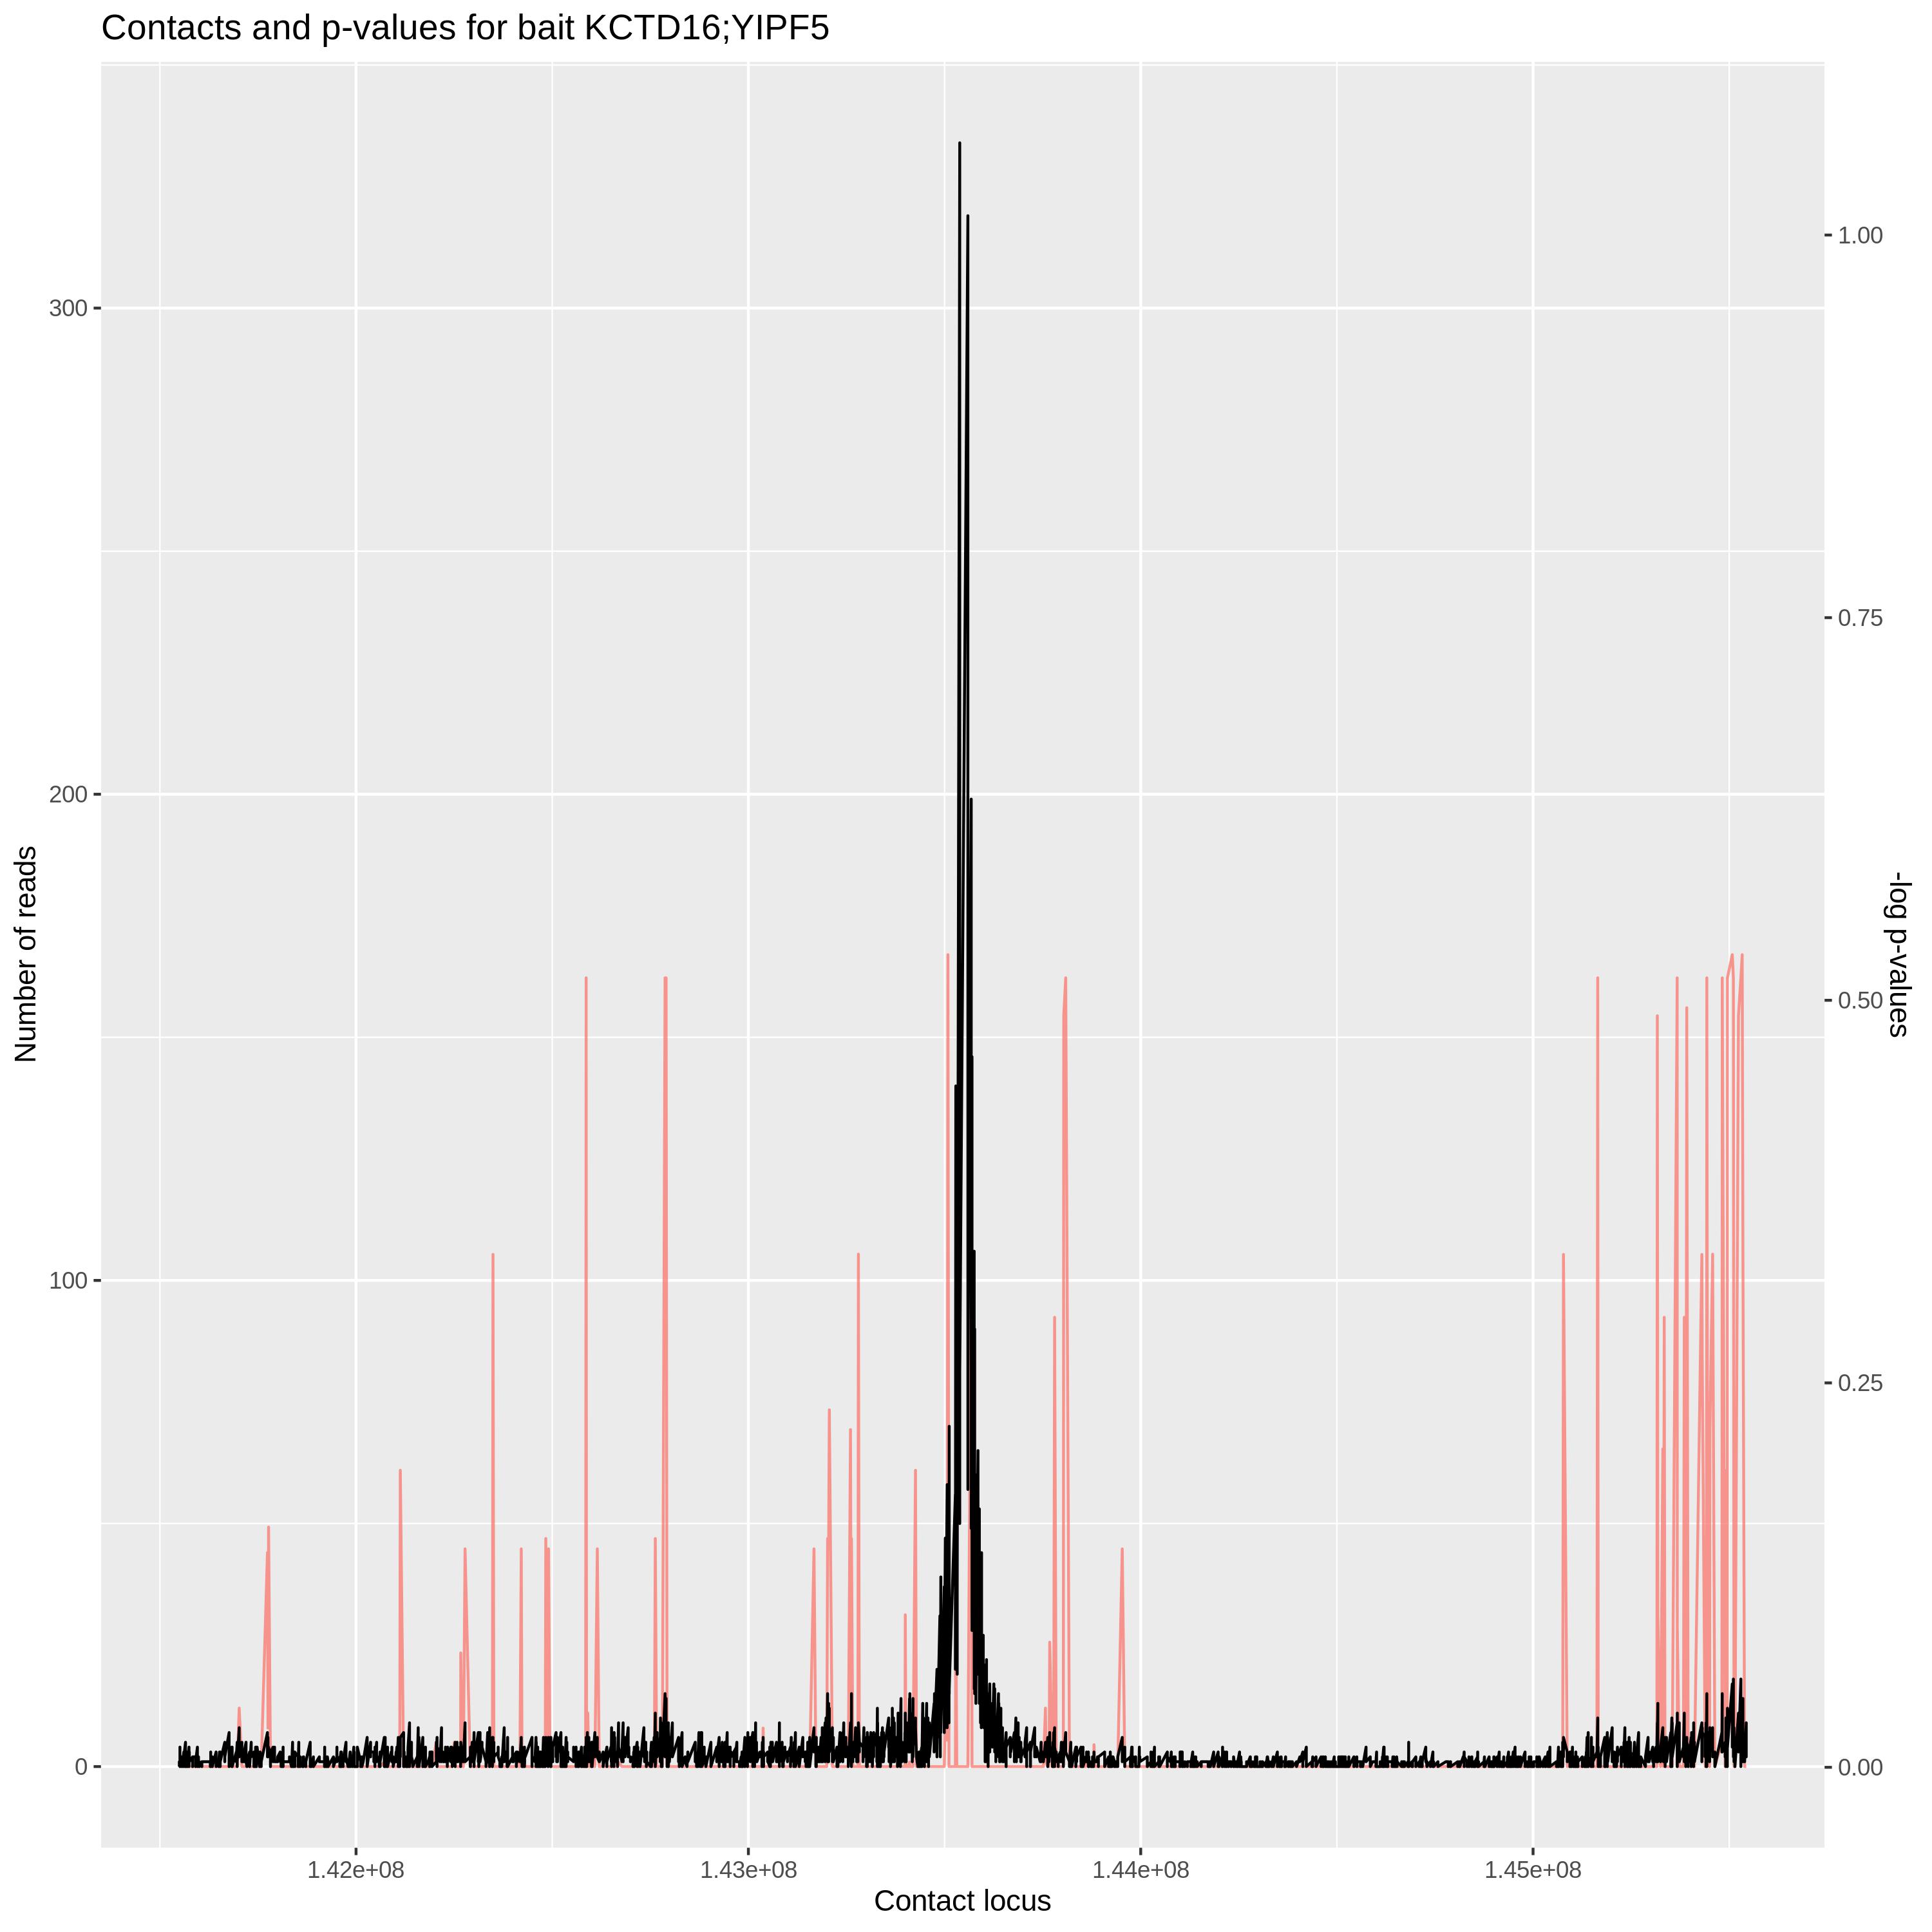 Contacts and p-values for bait KCTD16;YIPF5
Number of reads
300
200
100
0
1.00
0.75
0.50
0.25
0.00
-log p-values
1.42e+08
1.43e+08
1.44e+08
1.45e+08
Contact locus